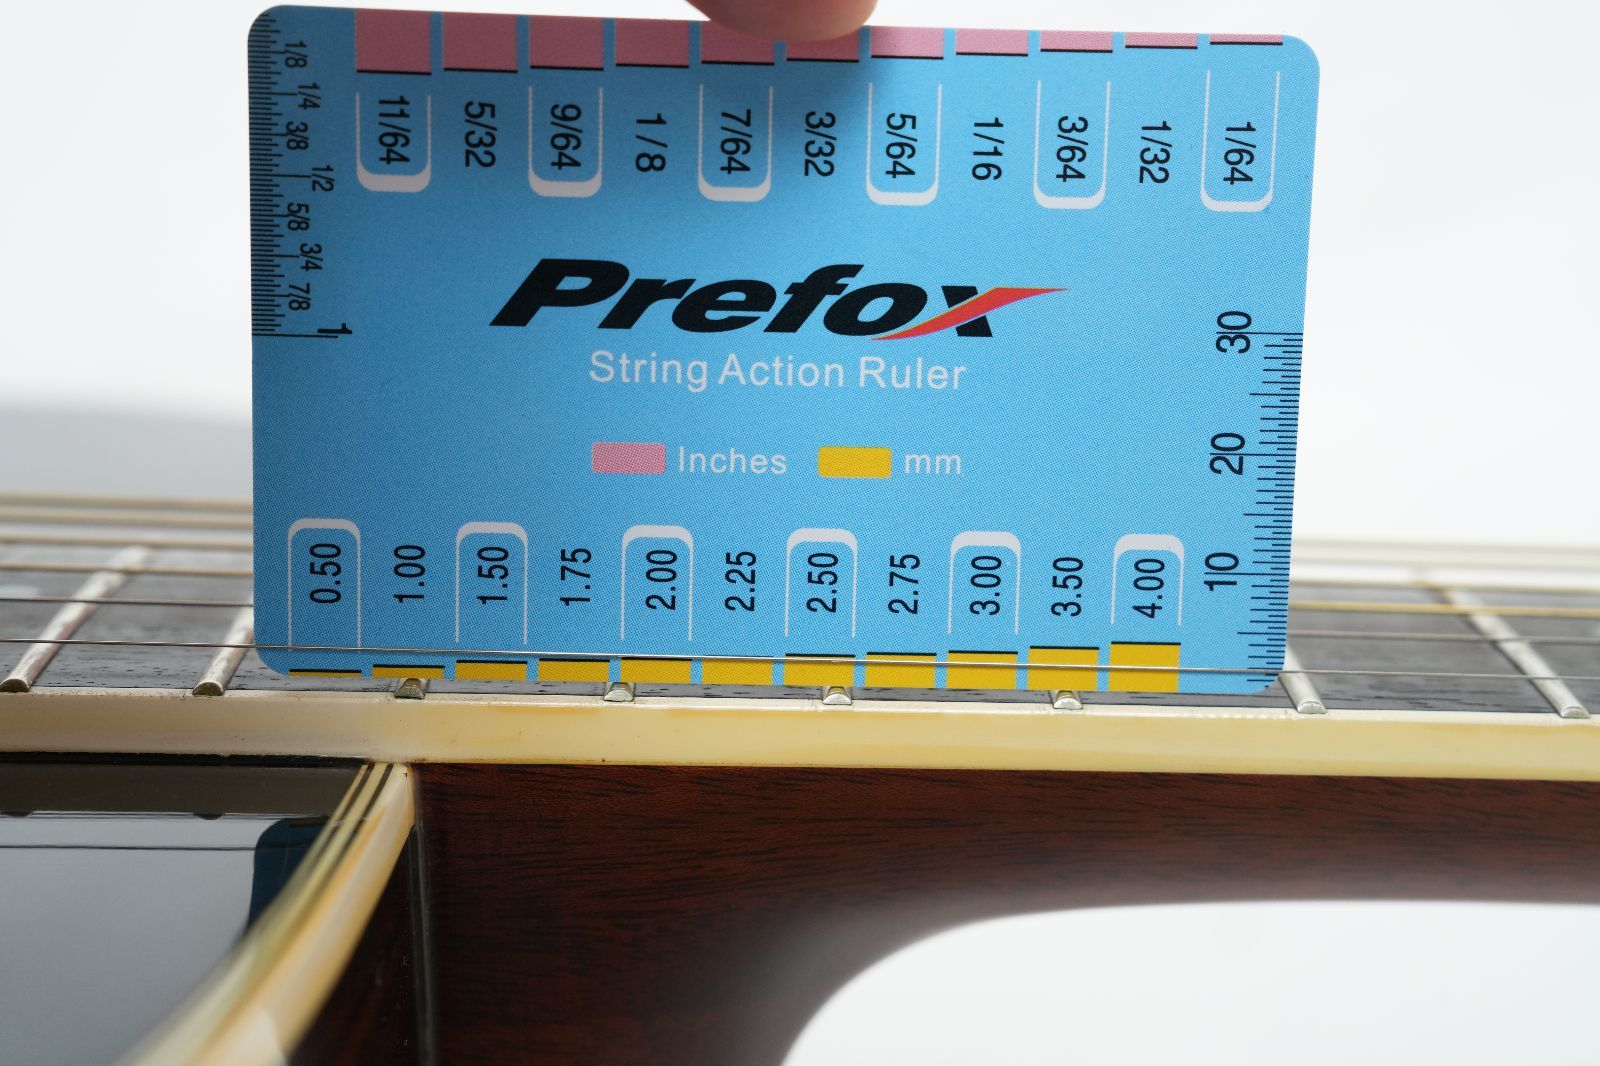 1/8 1/4 3/8 1/2 5/8 3/4 7/8 1
11/64 5/32 9/64 1/8 7/64 3/32 5/64 1/16 3/64 1/32 1/64
Prefox
String Action Ruler
Inches mm
30
20
10
0.50 1.00 1.50 1.75 2.00 2.25 2.50 2.75 3.00 3.50 4.00